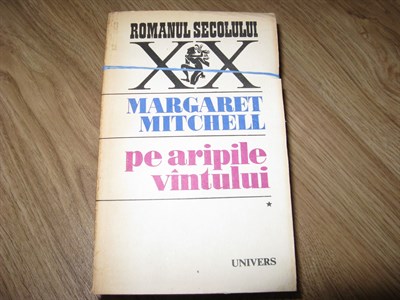 ROMANUL SECOLULUI
XX
MARGARET
MITCHELL
pe aripile
vîntului
*
UNIVERS